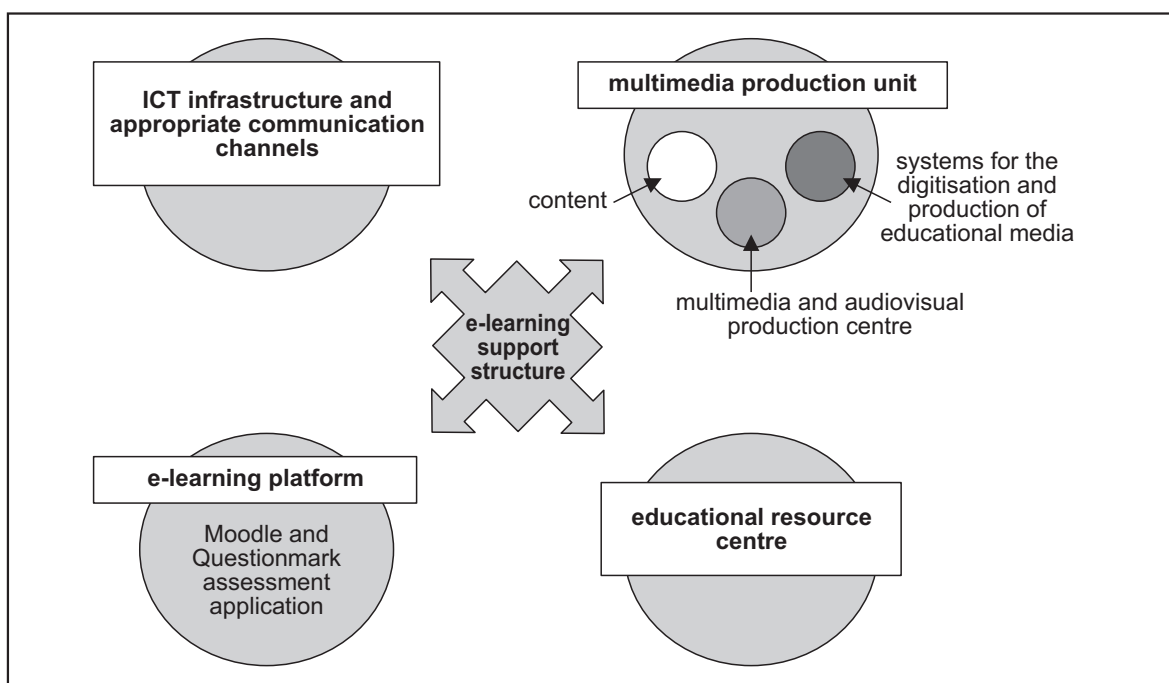 ICT infrastructure and
appropriate communication
channels
multimedia production unit
content
systems for the
digitisation and
production of
educational media
multimedia and audiovisual
production centre
e-learning
support
structure
e-learning platform
Moodle and
Questionmark
assessment
application
educational resource
centre